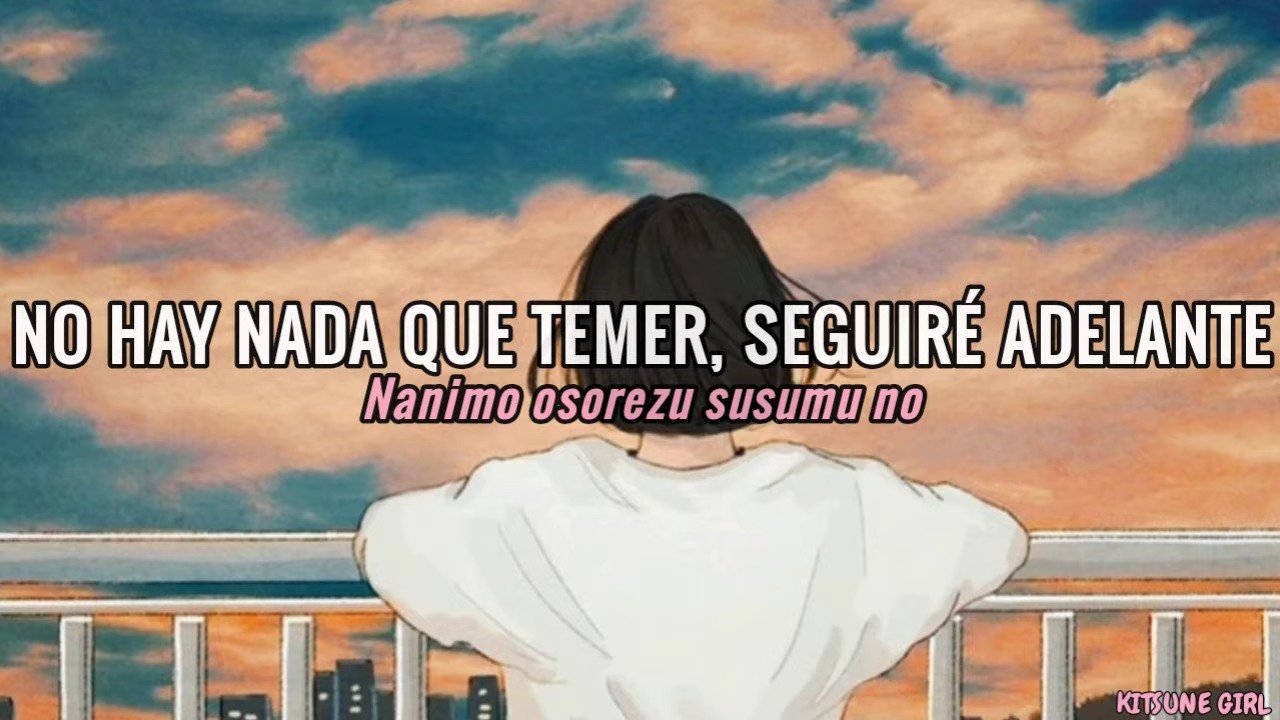 NO HAY NADA QUE TEMER, SEGUIRÉ ADELANTE
Nanimo osorezu susumu no
KITSUNE GIRL